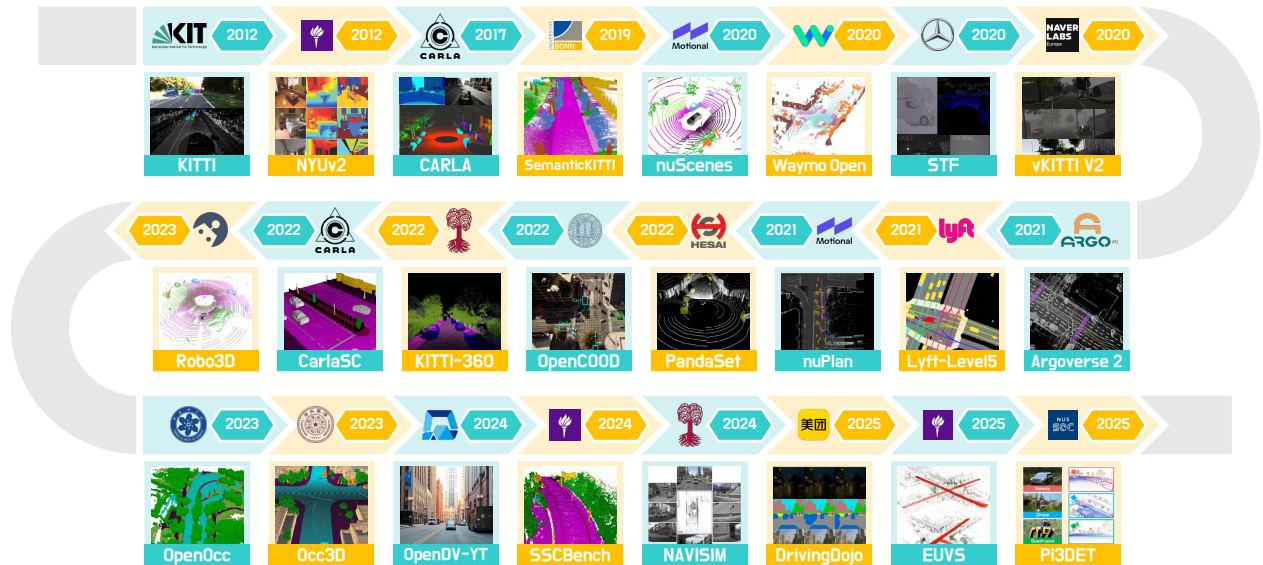 KIT
2012
2012
CARLA
2017
BONN
2019
Motional
2020
2020
2020
NAVER
LABS
Europe
2020
KITTI
NYUv2
CARLA
SemanticKITTI
nuScenes
Waymo Open
STF
vKITTI V2
2023
2022
CARLA
2022
2022
2022
HESAI
2021
Motional
2021
lyft
2021
ARGO
Robo3D
CarlaSC
KITTI-360
OpenCOOD
PandaSet
nuPlan
Lyft-Level5
Argoverse 2
2023
2023
2024
2024
2024
美团
2025
2025
NUS
SOC
2025
OpenOcc
Occ3D
OpenDV-YT
SSCBench
NAVISIM
DrivingDojo
EUVS
Vehicle
Drone
Quadruped
Pi3DET